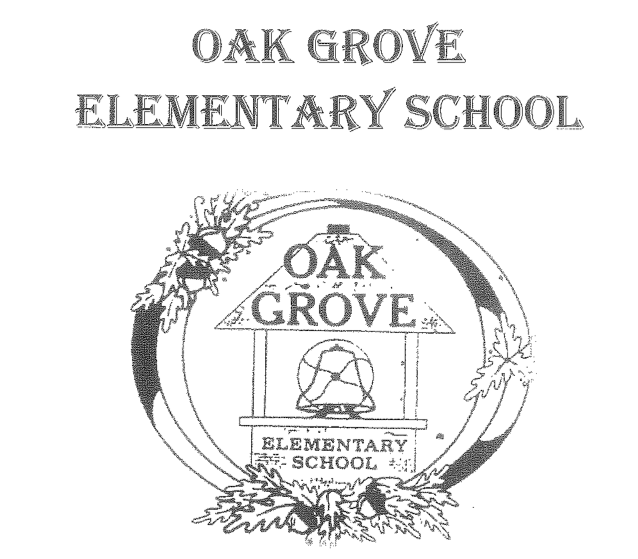 OAK GROVE
ELEMENTARY SCHOOL
OAK
GROVE
ELEMENTARY
SCHOOL